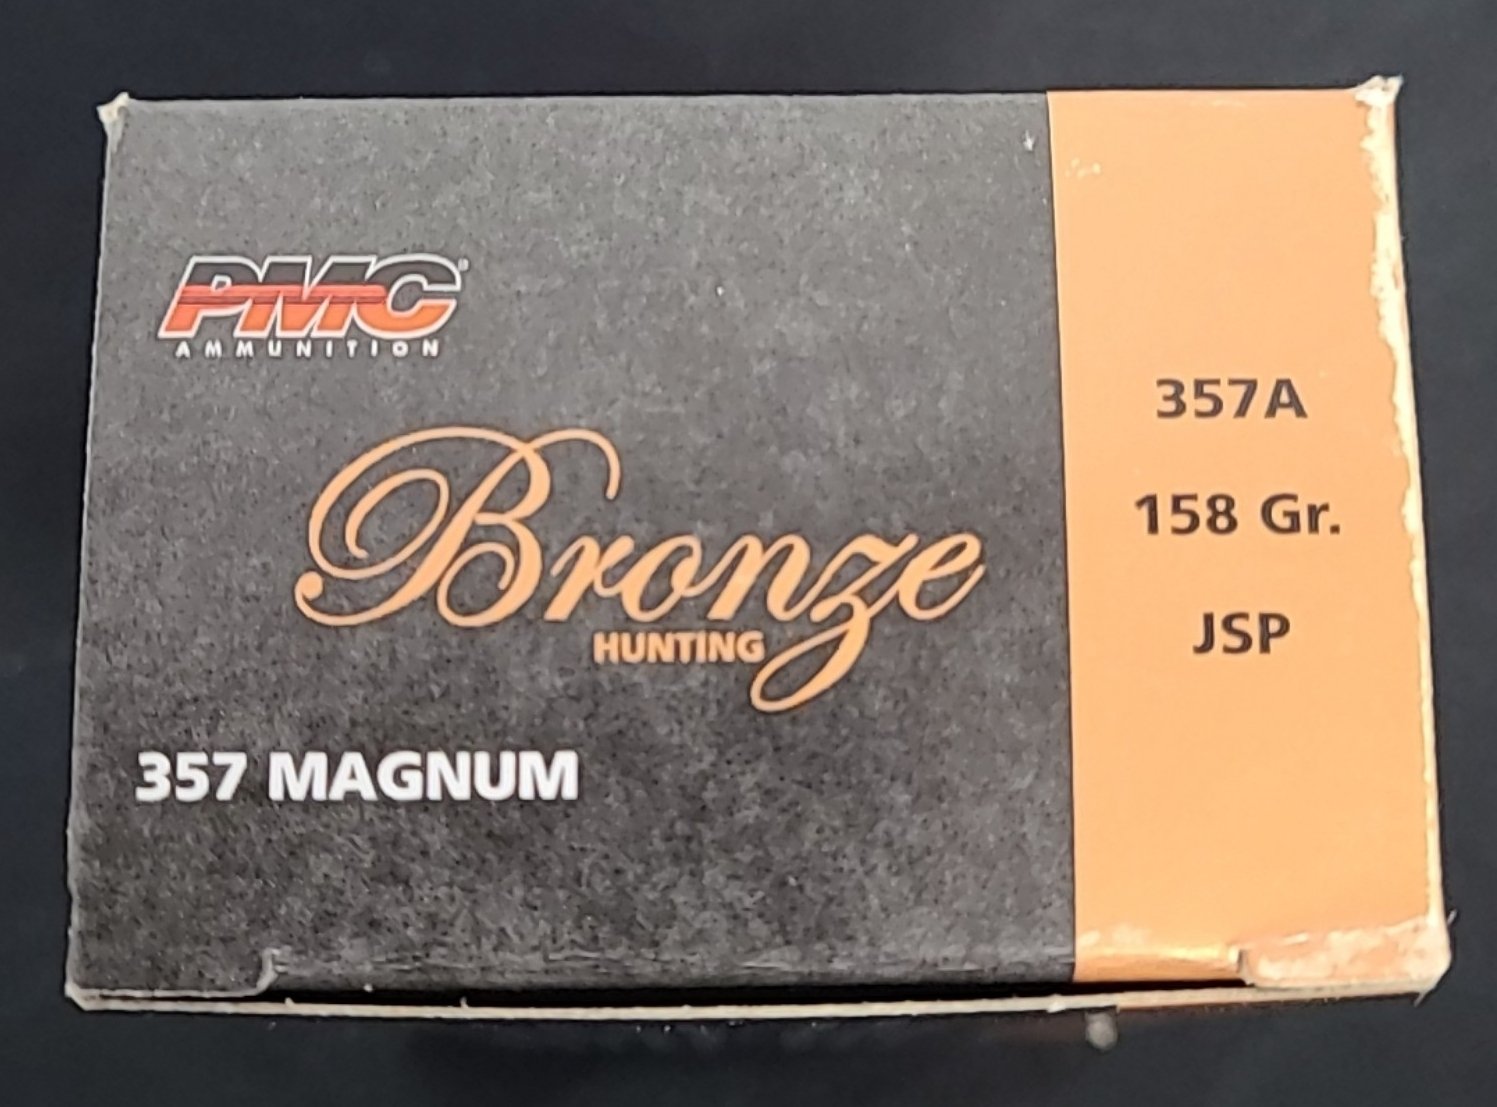 PMC®
AMMUNITION
Bronze
HUNTING
357 MAGNUM
357A
158 Gr.
JSP